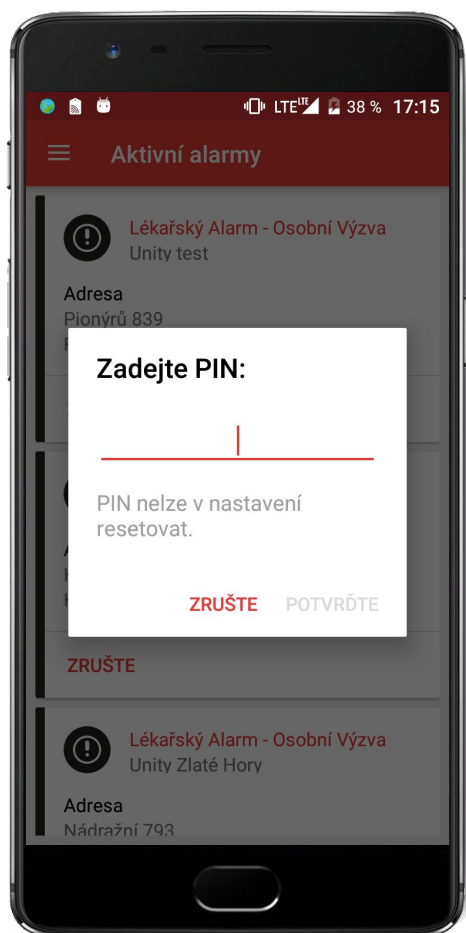 LTE LTE 38 % 17:15
Aktivní alarmy
Lékařský Alarm - Osobní Výzva
Unity test
Adresa
Pionýrů 839
Zadejte PIN:
PIN nelze v nastavení
resetovat.
ZRUŠTE POTVRĎTE
ZRUŠTE
Lékařský Alarm - Osobní Výzva
Unity Zlaté Hory
Adresa
Nádražní 793